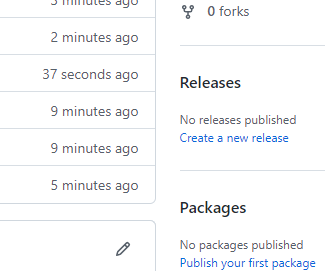 3 minutes ago
2 minutes ago
37 seconds ago
9 minutes ago
9 minutes ago
5 minutes ago
0 forks
Releases
No releases published
Create a new release
Packages
No packages published
Publish your first package